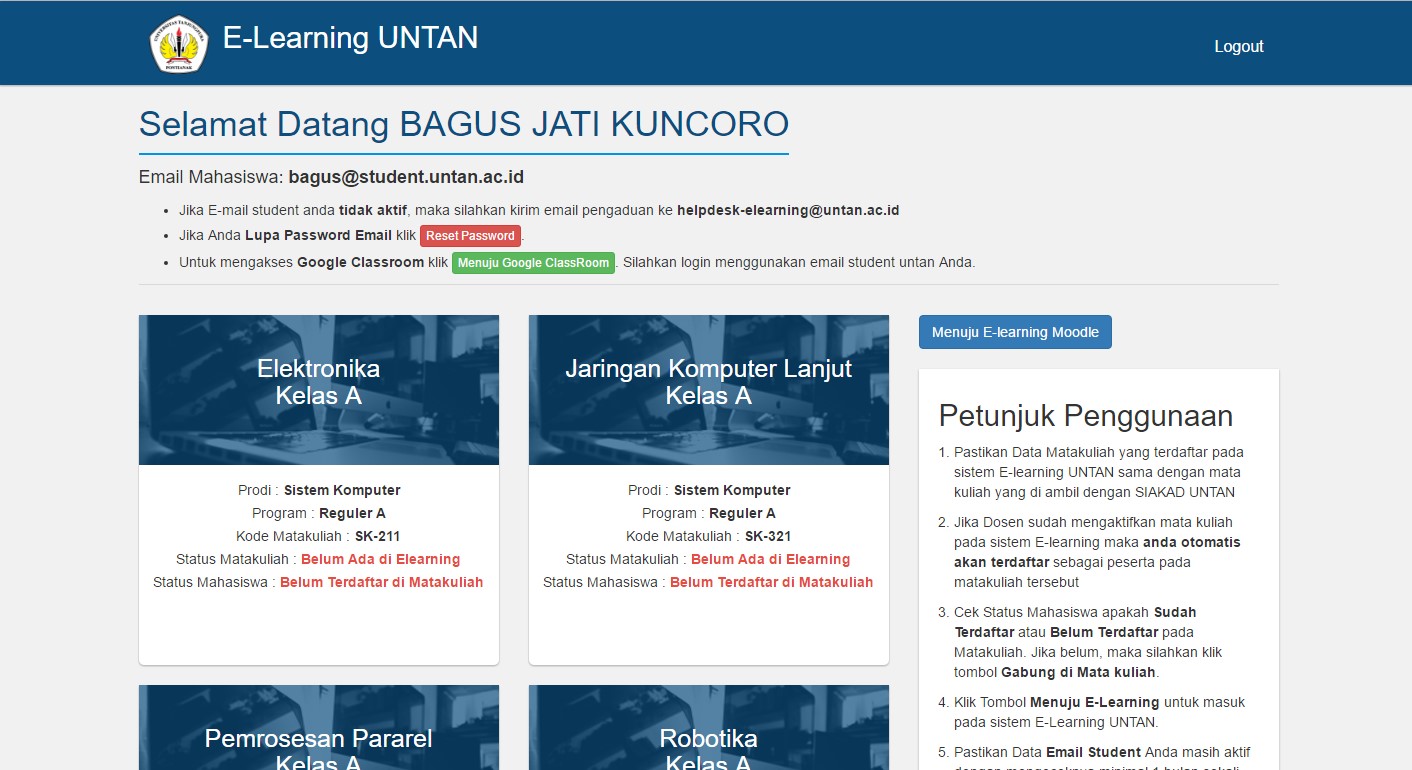 UNIVERSITAS TANJUNGPURA
PONTIANAK
E-Learning UNTAN
Logout
Selamat Datang BAGUS JATI KUNCORO
Email Mahasiswa: bagus@student.untan.ac.id
Jika E-mail student anda tidak aktif, maka silahkan kirim email pengaduan ke helpdesk-elearning@untan.ac.id
Jika Anda Lupa Password Email klik Reset Password.
Untuk mengakses Google Classroom klik Menuju Google ClassRoom. Silahkan login menggunakan email student untan Anda.
Elektronika
Kelas A
Prodi : Sistem Komputer
Program : Reguler A
Kode Matakuliah : SK-211
Status Matakuliah : Belum Ada di Elearning
Status Mahasiswa : Belum Terdaftar di Matakuliah
Jaringan Komputer Lanjut
Kelas A
Prodi : Sistem Komputer
Program : Reguler A
Kode Matakuliah : SK-321
Status Matakuliah : Belum Ada di Elearning
Status Mahasiswa : Belum Terdaftar di Matakuliah
Pemrosesan Pararel
Kelas A
Robotika
Kelas A
Menuju E-learning Moodle
Petunjuk Penggunaan
1. Pastikan Data Matakuliah yang terdaftar pada
sistem E-learning UNTAN sama dengan mata
kuliah yang di ambil dengan SIAKAD UNTAN
2. Jika Dosen sudah mengaktifkan mata kuliah
pada sistem E-learning maka anda otomatis
akan terdaftar sebagai peserta pada
matakuliah tersebut
3. Cek Status Mahasiswa apakah Sudah
Terdaftar atau Belum Terdaftar pada
Matakuliah. Jika belum, maka silahkan klik
tombol Gabung di Mata kuliah.
4. Klik Tombol Menuju E-Learning untuk masuk
pada sistem E-Learning UNTAN.
5. Pastikan Data Email Student Anda masih aktif
dengan mengeceknya minimal 1 bulan sekali